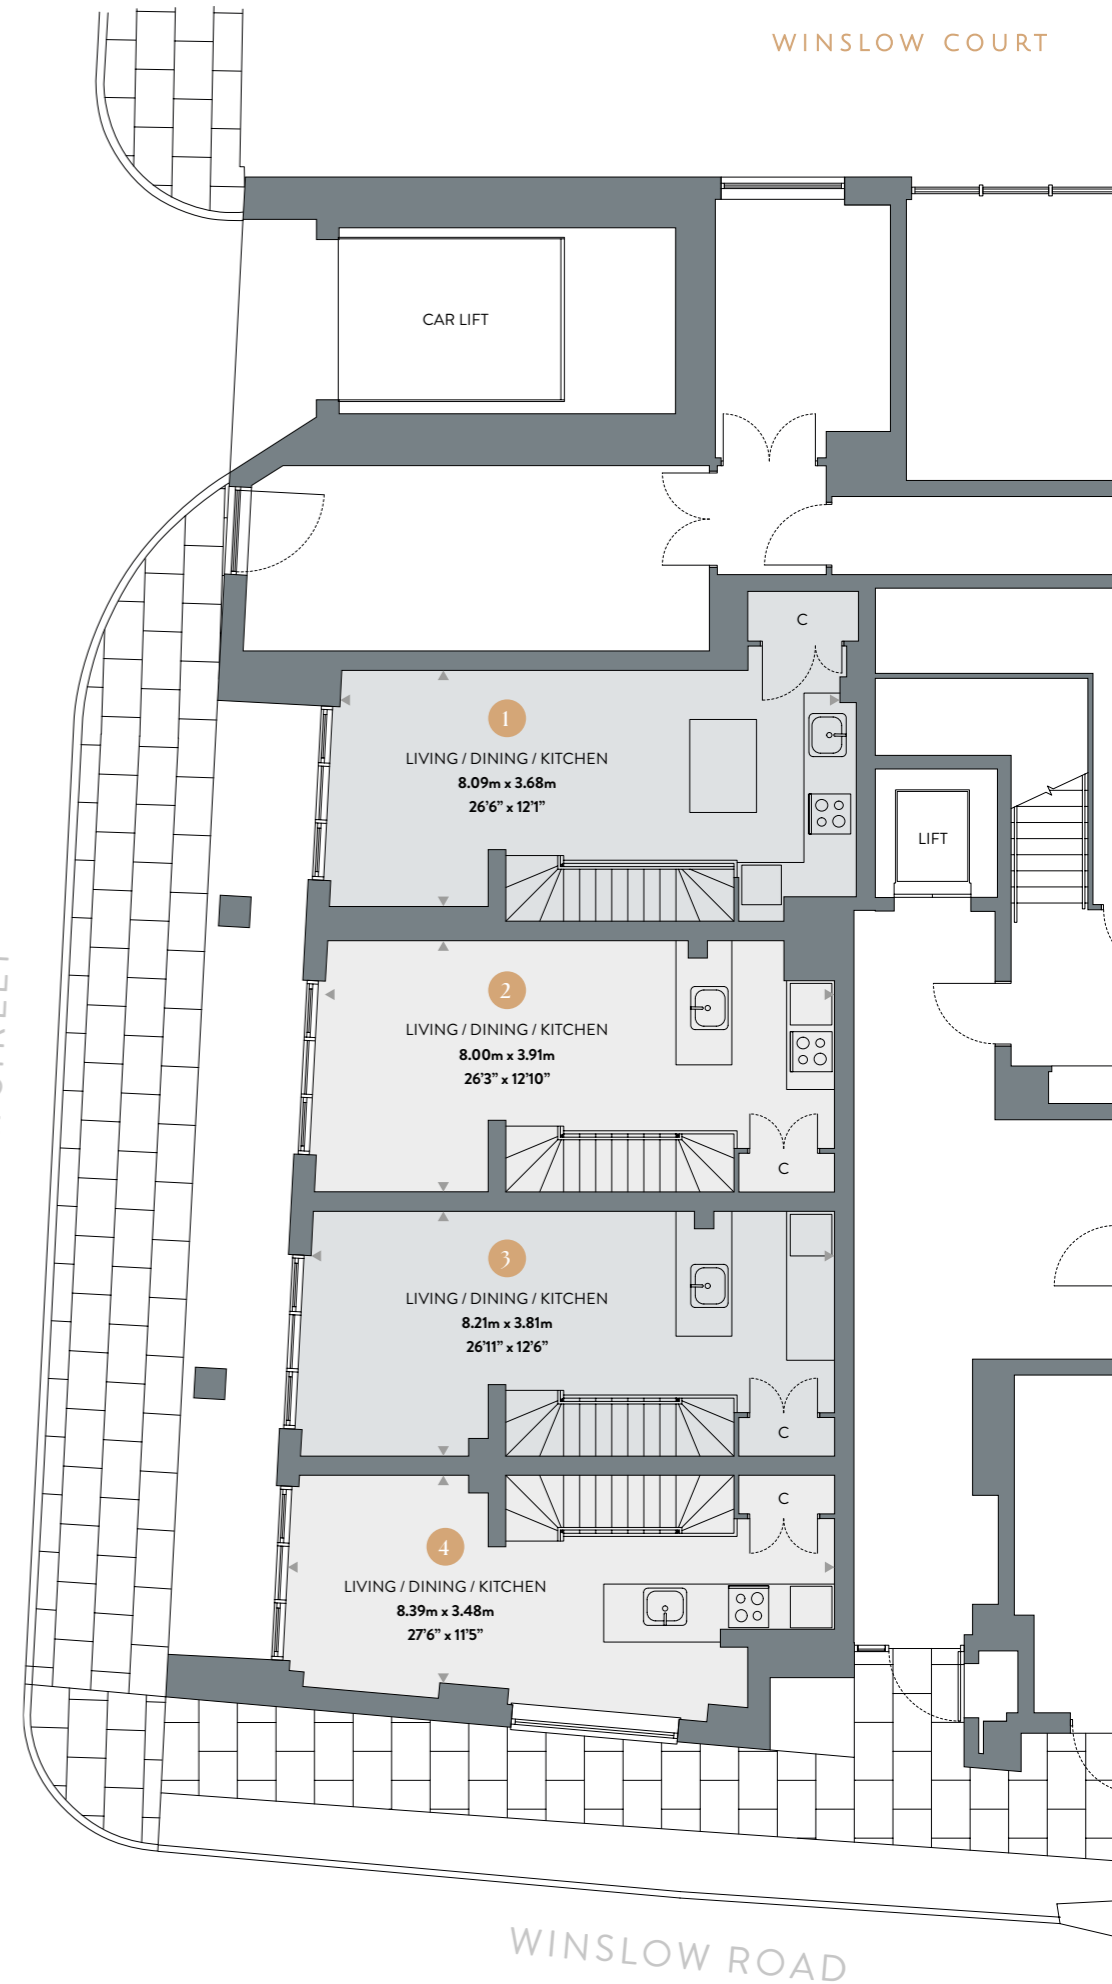 WINSLOW COURT
CAR LIFT
C
1
LIVING / DINING / KITCHEN
8.09m x 3.68m
26'6” x 12'1”
LIFT
2
LIVING / DINING / KITCHEN
8.00m x 3.91m
26'3” x 12'10”
C
3
LIVING / DINING / KITCHEN
8.21m x 3.81m
26'11” x 12'6”
C
C
4
LIVING / DINING / KITCHEN
8.39m x 3.48m
27'6” x 11'5”
WINSLOW ROAD